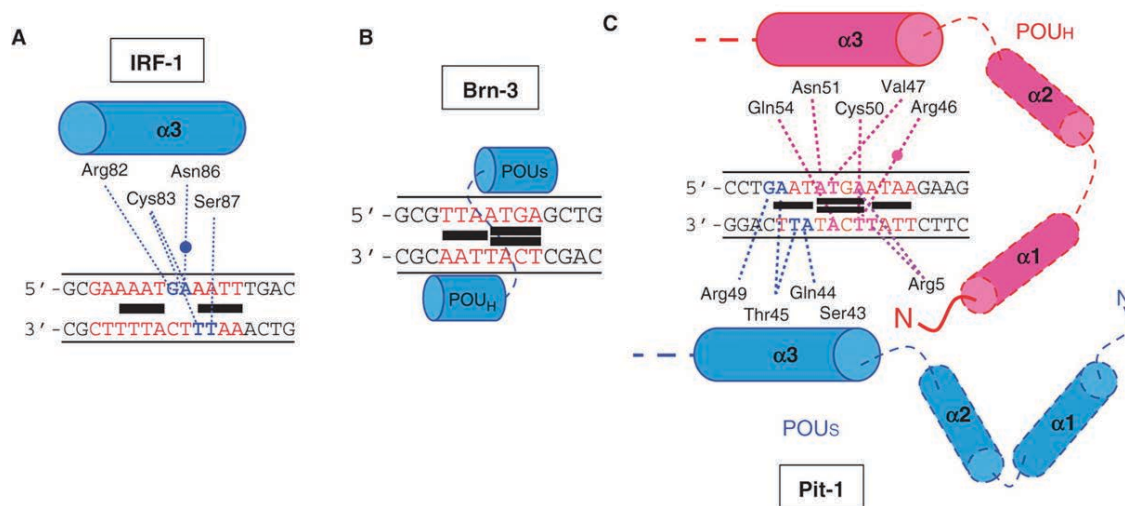 A
IRF-1
α3
Arg82
Asn86
Cys83
Ser87
5′-GCGAAAATGAAATTTGAC
3′-CGCTTTTACTTTAAACTG
B
Brn-3
POUs
5′-GCGTTAATGAGCTG
3′-CGCAATTACTCGAC
POUH
C
α3
POUH
α2
Asn51
Val47
Gln54
Cys50
Arg46
5′-CCTGAATATGAATAAGAAG
3′-GGACTTATACTTATTCTTC
α1
Arg49
Gln44
Arg5
Thr45
Ser43
N
α3
N
α2
α1
POUs
Pit-1